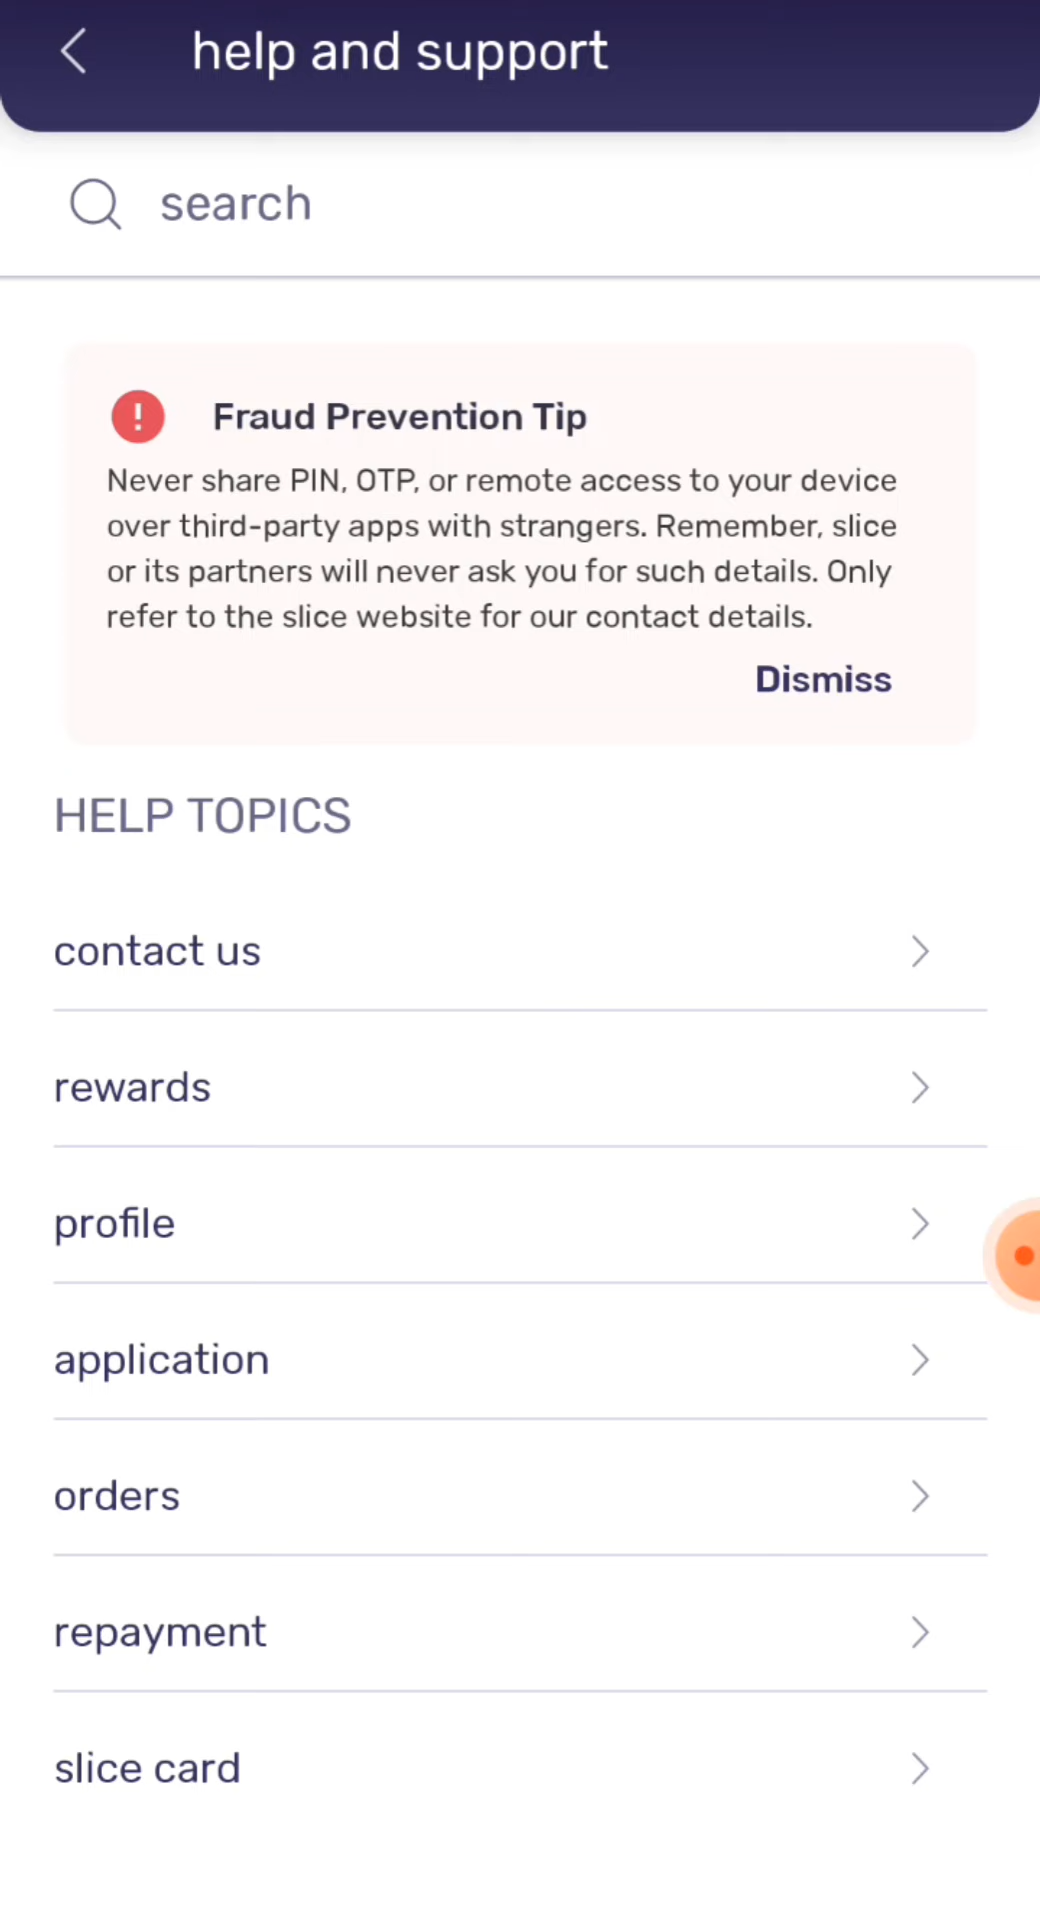 help and support
search
Fraud Prevention Tip
Never share PIN, OTP, or remote access to your device
over third-party apps with strangers. Remember, slice
or its partners will never ask you for such details. Only
refer to the slice website for our contact details.
Dismiss
HELP TOPICS
contact us
rewards
profile
application
orders
repayment
slice card